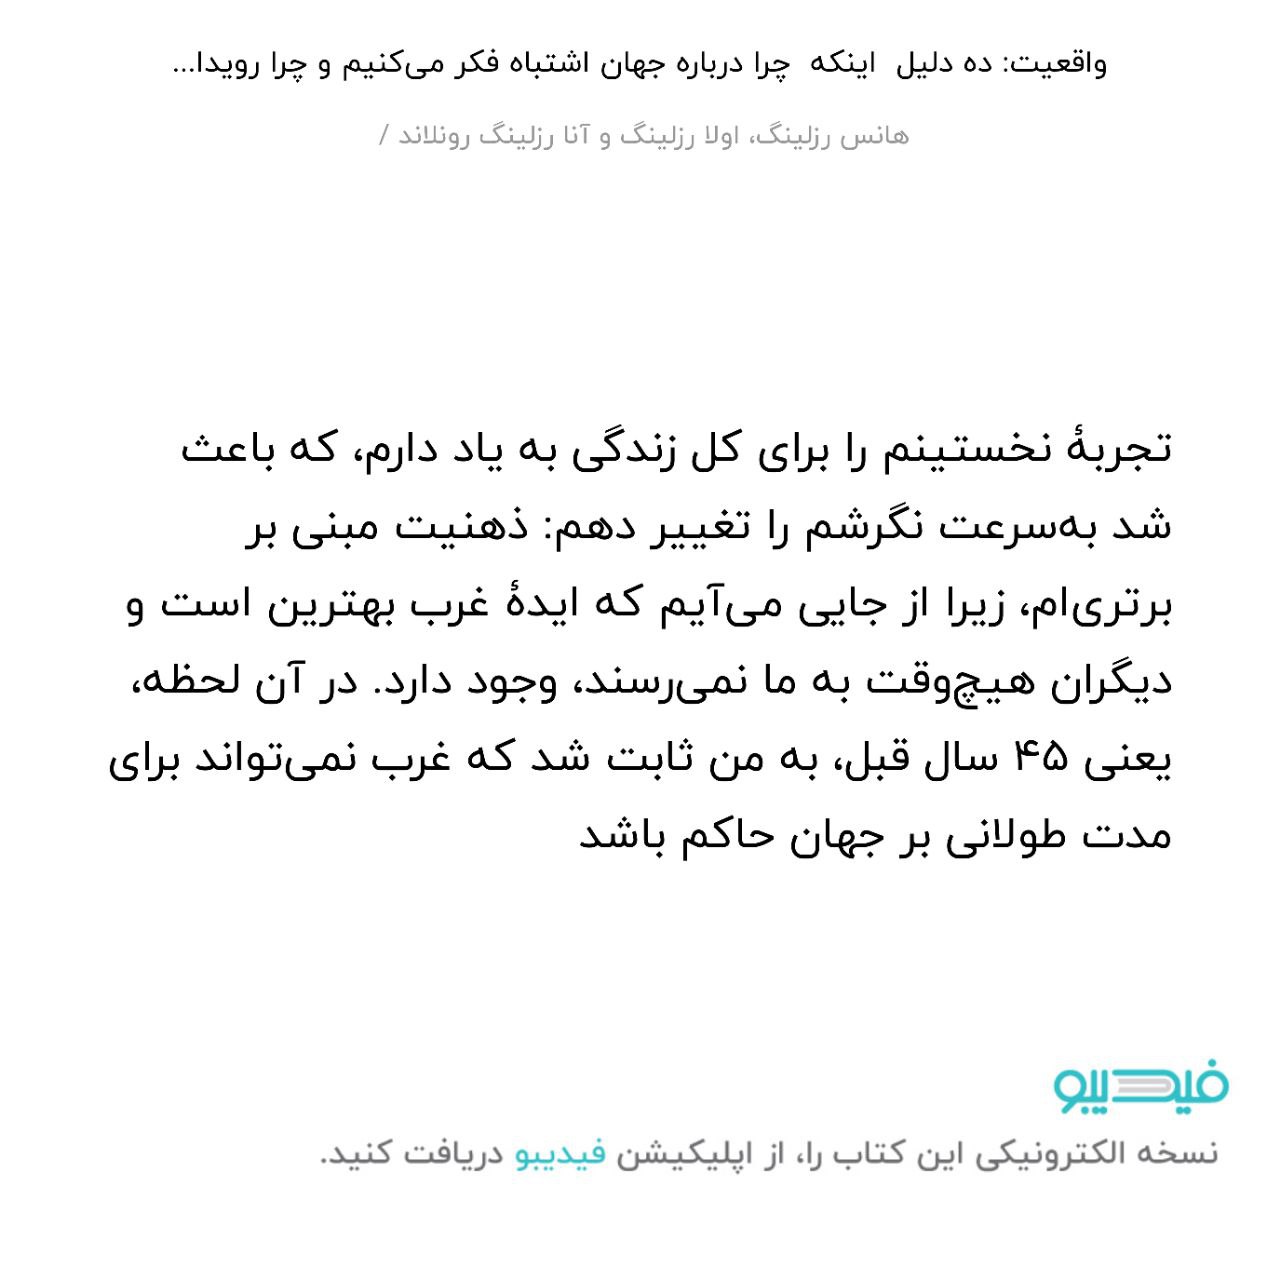 واقعیت: ده دلیل اینکه چرا درباره جهان اشتباه فکر می‌کنیم و چرا رویدا...
هانس رزلینگ، اولا رزلینگ و آنا رزلینگ رونلاند /
تجربهٔ نخستینم را برای کل زندگی به یاد دارم، که باعث
شد به‌سرعت نگرشم را تغییر دهم: ذهنیت مبنی بر
برتری‌ام، زیرا از جایی می‌آیم که ایدهٔ غرب بهترین است و
دیگران هیچ‌وقت به ما نمی‌رسند، وجود دارد. در آن لحظه،
یعنی ۴۵ سال قبل، به من ثابت شد که غرب نمی‌تواند برای
مدت طولانی بر جهان حاکم باشد
فیدیبو
نسخه الکترونیکی این کتاب را، از اپلیکیشن فیدیبو دریافت کنید.